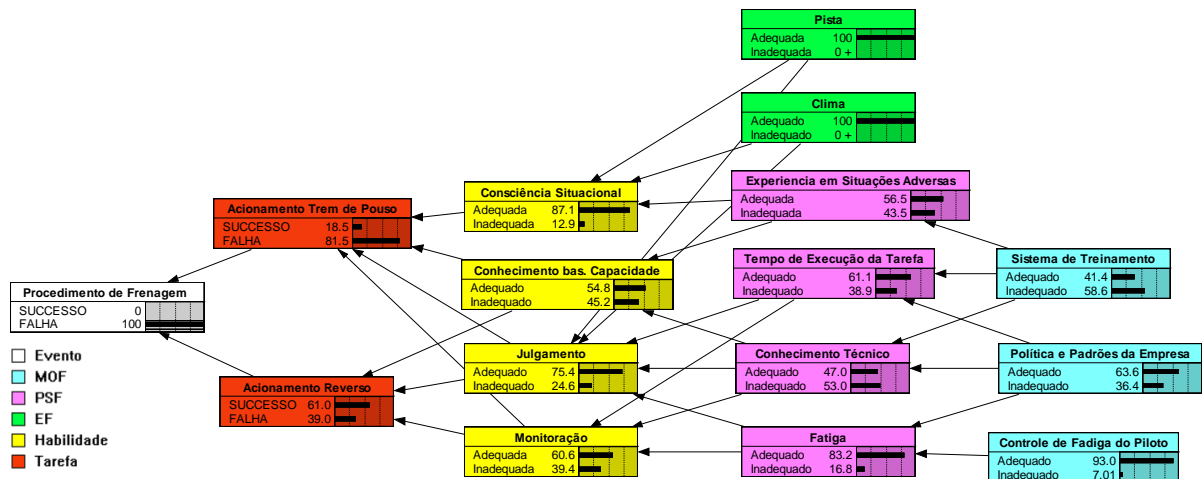 Pista
Adequada 100
Inadequada 0 +
Clima
Adequado 100
Inadequado 0 +
Consciência Situacional
Adequada 87.1
Inadequada 12.9
Experiencia em Situações Adversas
Adequada 56.5
Inadequada 43.5
Acionamento Trem de Pouso
SUCCESSO 18.5
FALHA 81.5
Conhecimento bas. Capacidade
Adequado 54.8
Inadequado 45.2
Tempo de Execução da Tarefa
Adequado 61.1
Inadequado 38.9
Sistema de Treinamento
Adequado 41.4
Inadequado 58.6
Procedimento de Frenagem
SUCCESSO 0
FALHA 100
Julgamento
Adequado 75.4
Inadequado 24.6
Conhecimento Técnico
Adequado 47.0
Inadequado 53.0
Política e Padrões da Empresa
Adequado 63.6
Inadequado 36.4
Acionamento Reverso
SUCCESSO 61.0
FALHA 39.0
Monitoração
Adequada 60.6
Inadequada 39.4
Fatiga
Adequado 83.2
Inadequado 16.8
Controle de Fadiga do Piloto
Adequado 93.0
Inadequado 7.01
Evento
MOF
PSF
EF
Habilidade
Tarefa